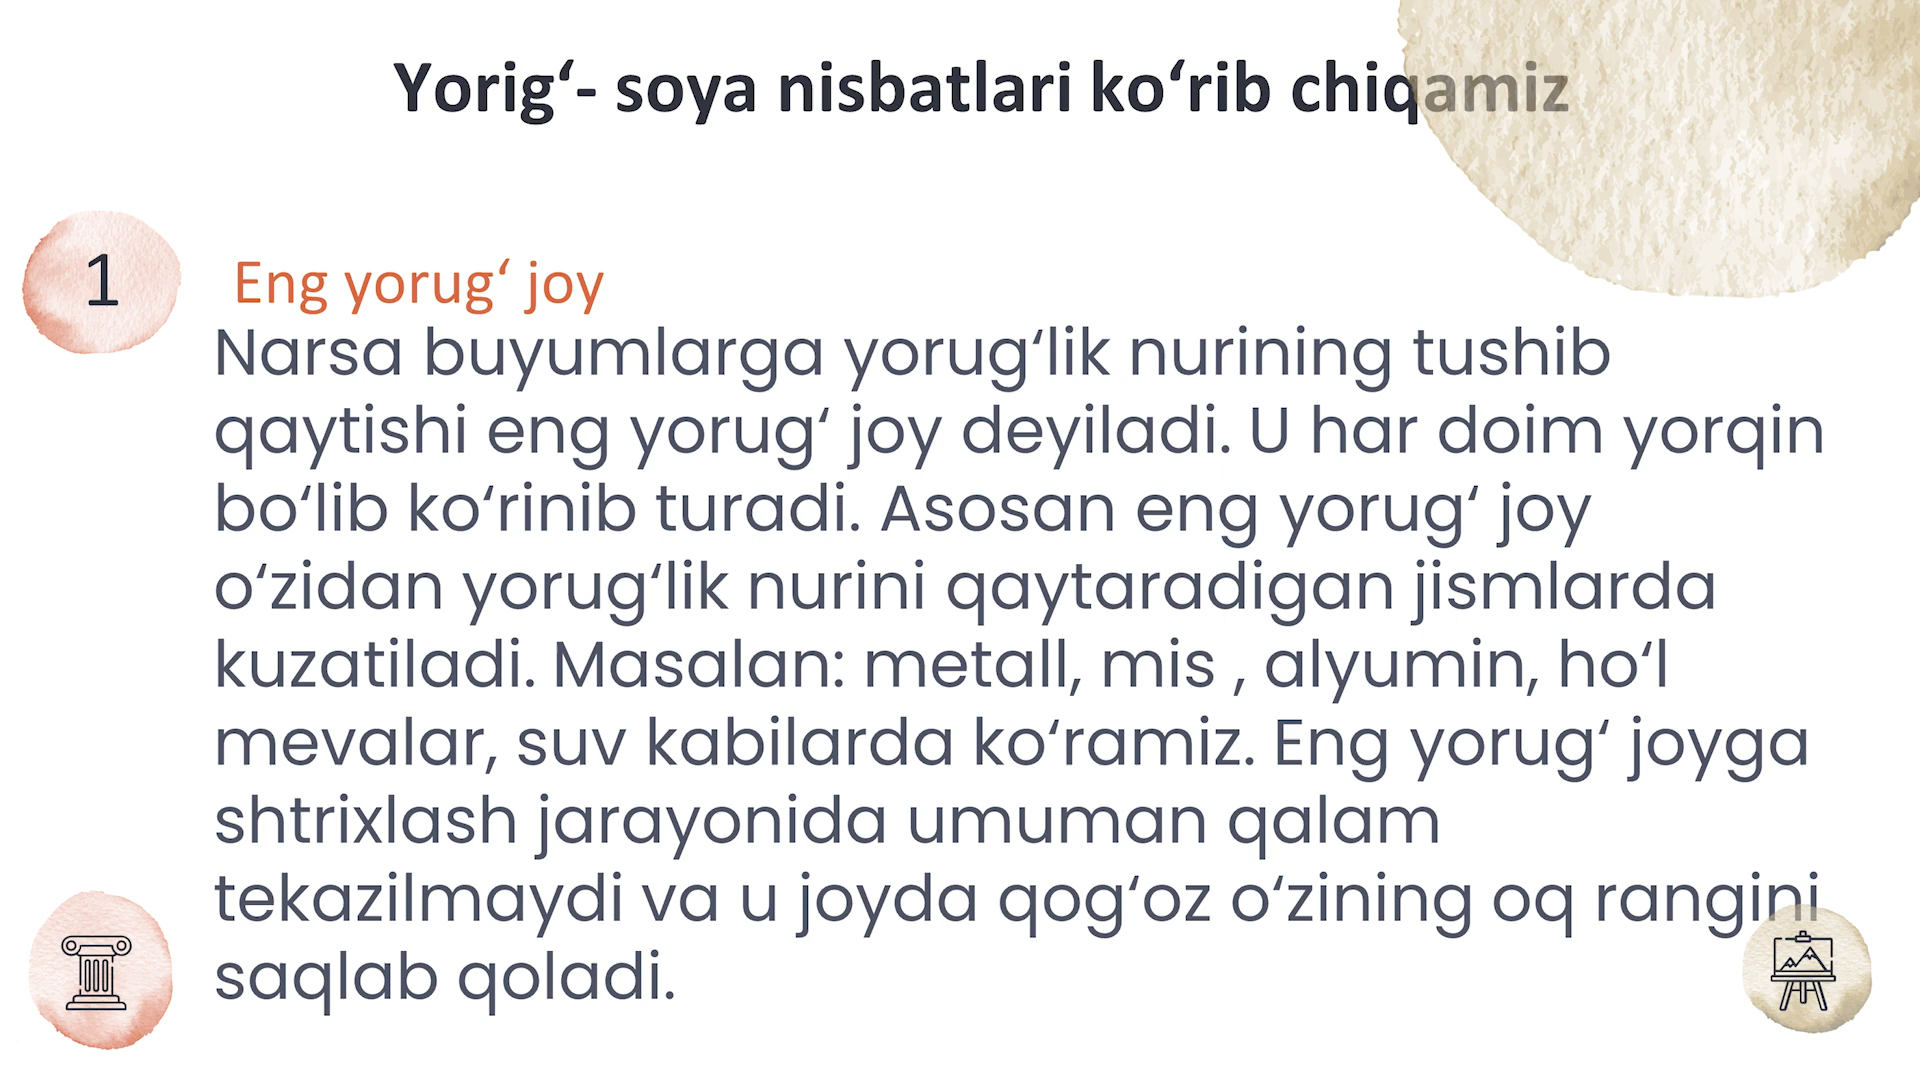 Yorig‘- soya nisbatlari ko‘rib chiqamiz
1
Eng yorug‘ joy
Narsa buyumlarga yorug‘lik nurining tushib
qaytishi eng yorug‘ joy deyiladi. U har doim yorqin
bo‘lib ko‘rinib turadi. Asosan eng yorug‘ joy
o‘zidan yorug‘lik nurini qaytaradigan jismlarda
kuzatiladi. Masalan: metall, mis , alyumin, ho‘l
mevalar, suv kabilarda ko‘ramiz. Eng yorug‘ joyga
shtrixlash jarayonida umuman qalam
tekazilmaydi va u joyda qog‘oz o‘zining oq rangini
saqlab qoladi.